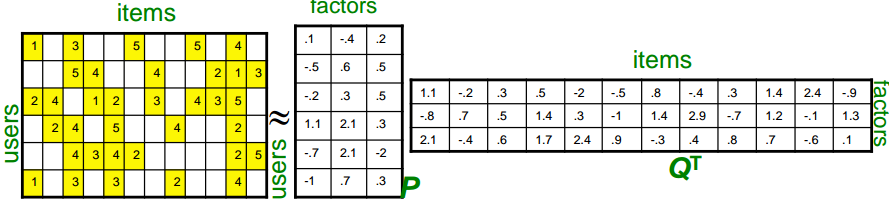 items
users
1 3 5 5 4
5 4 4 2 1 3
2 4 1 2 3 4 3 5
2 4 5 4 2
4 3 4 2 2 5
1 3 3 2 4
≈
factors
users
.1 -.4 .2
-.5 .6 .5
-.2 .3 .5
1.1 2.1 .3
-.7 2.1 -2
-1 .7 .3
P
items
1.1 -.2 .3 .5 -2 -.5 .8 -.4 .3 1.4 2.4 -.9
-.8 .7 .5 1.4 .3 -1 1.4 2.9 -.7 1.2 -.1 1.3
2.1 -.4 .6 1.7 2.4 .9 -.3 .4 .8 .7 -.6 .1
factors
Qᵀ